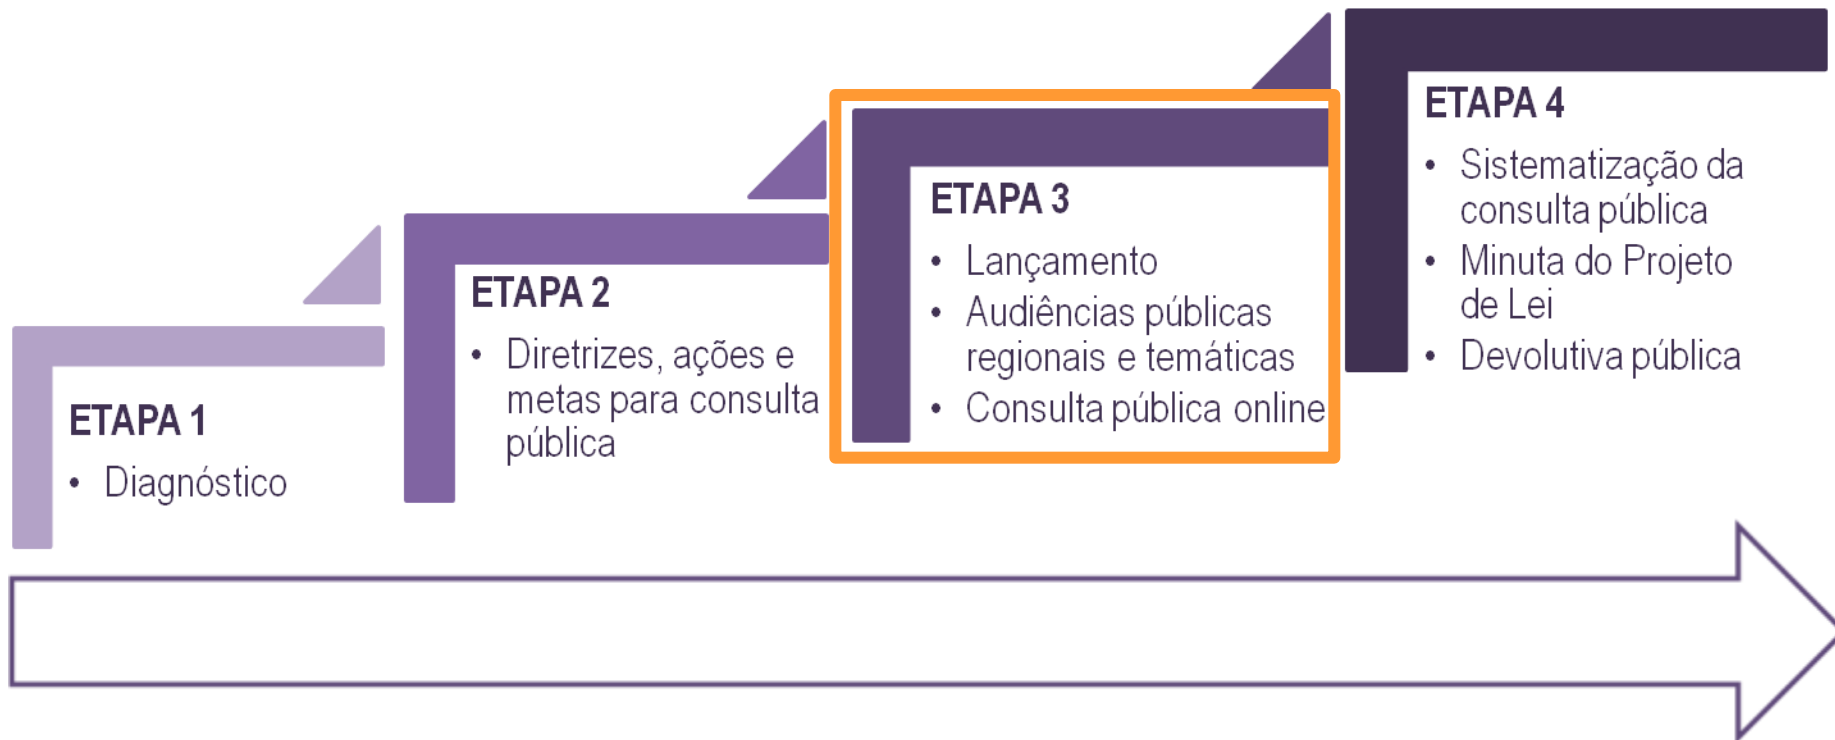 ETAPA 1
• Diagnóstico
ETAPA 2
• Diretrizes, ações e
metas para consulta
pública
ETAPA 3
• Lançamento
• Audiências públicas
regionais e temáticas
• Consulta pública online
ETAPA 4
• Sistematização da
consulta pública
• Minuta do Projeto
de Lei
• Devolutiva pública